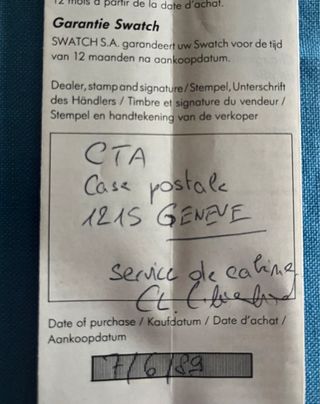 12 mois à partir de la date d'achat.
Garantie Swatch
SWATCH S.A. garandeert uw Swatch voor de tijd
van 12 maanden na aankoopdatum.
Dealer, stamp and signature / Stempel, Unterschrift
des Händlers / Timbre et signature du vendeur /
Stempel en handtekening van de verkoper
CTA
Case postale
1215 GENEVE
Service de cabine
Date of purchase / Kaufdatum / Date d'achat /
Aankoopdatum
7/6/89